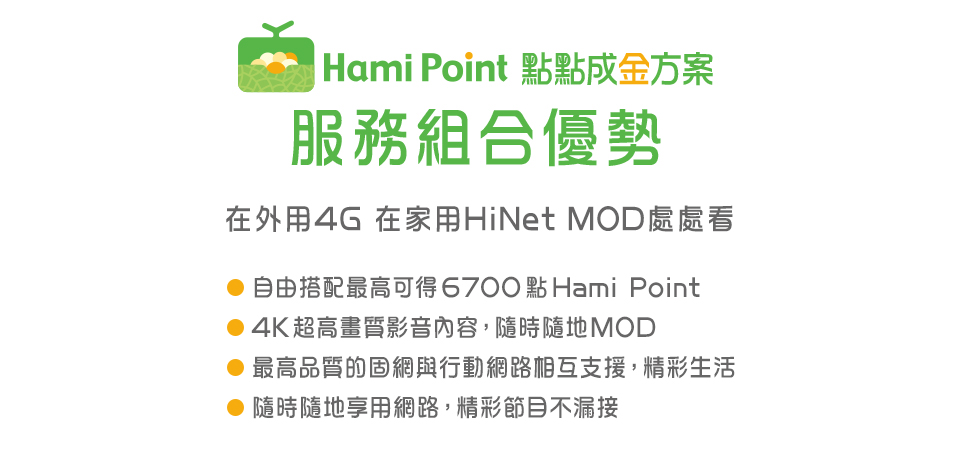 Hami Point 點點成金方案
服務組合優勢
在外用4G 在家用HiNet MOD處處看
自由搭配最高可得6700點Hami Point
4K超高畫質影音內容，隨時隨地MOD
最高品質的固網與行動網路相互支援，精彩生活
隨時隨地享用網路，精彩節目不漏接